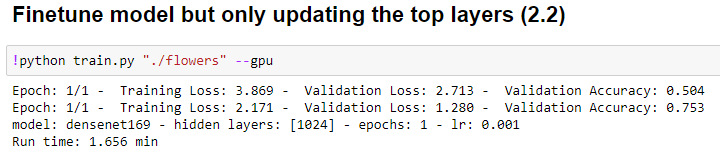 Finetune model but only updating the top layers (2.2)
!python train.py "./flowers" --gpu
Epoch: 1/1 -  Training Loss: 3.869 -  Validation Loss: 2.713 -  Validation Accuracy: 0.504
Epoch: 1/1 -  Training Loss: 2.171 -  Validation Loss: 1.280 -  Validation Accuracy: 0.753
model: densenet169 - hidden layers: [1024] - epochs: 1 - lr: 0.001
Run time: 1.656 min